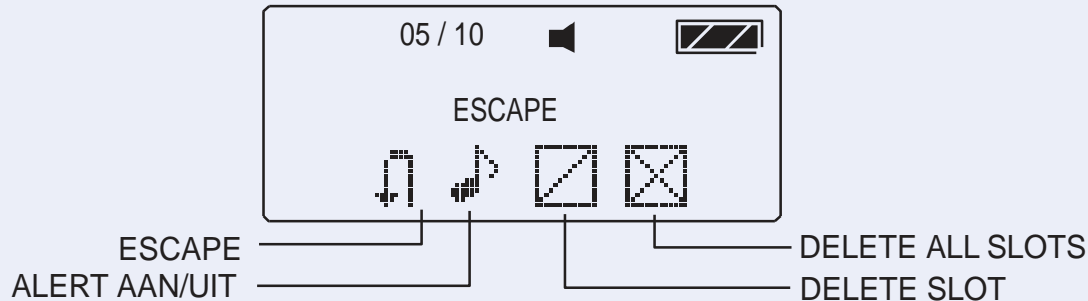 05 / 10
ESCAPE
ESCAPE
DELETE ALL SLOTS
ALERT AAN/UIT
DELETE SLOT